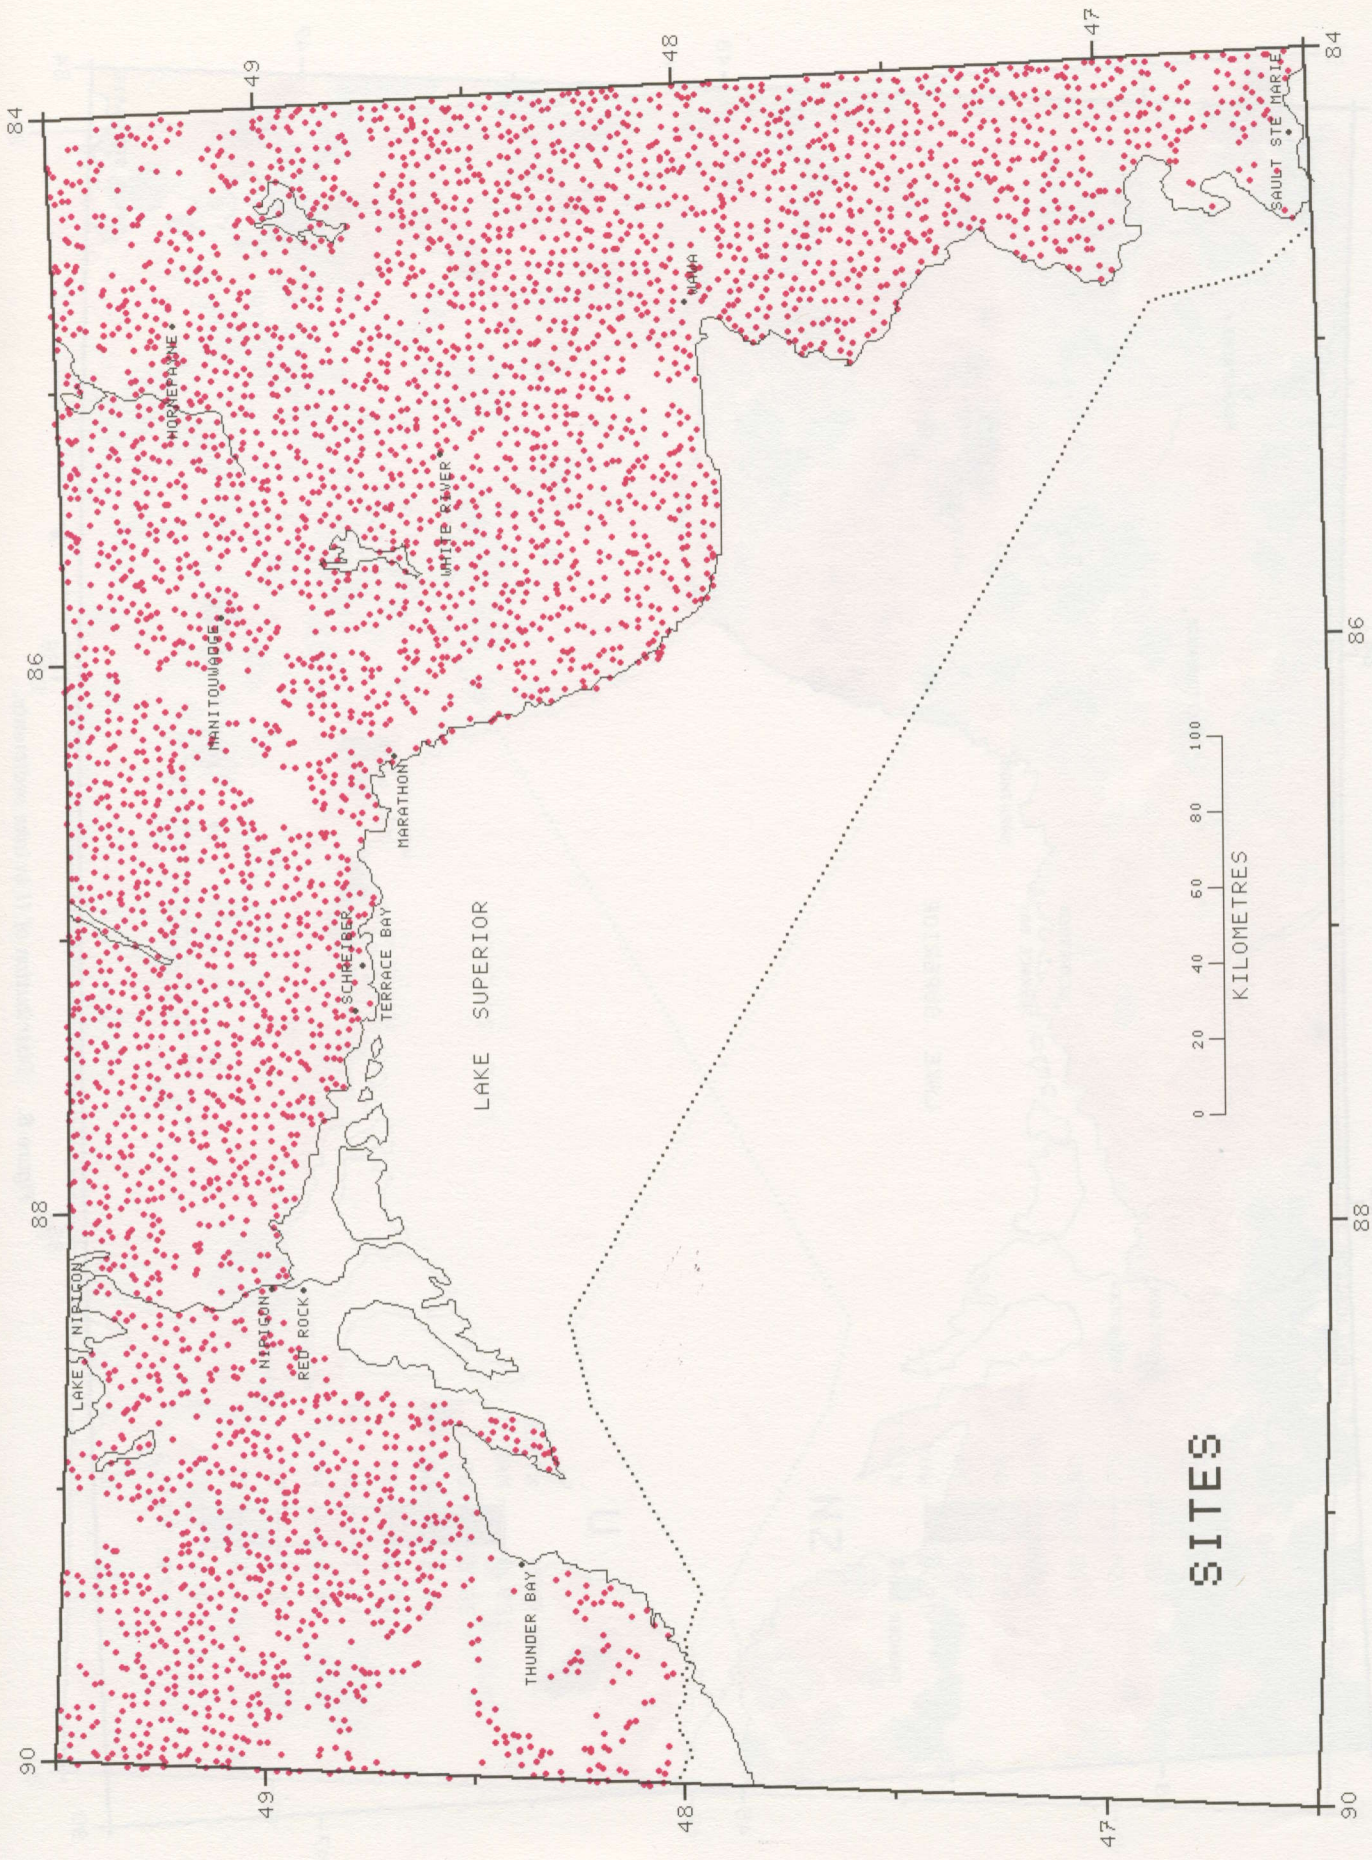 90
88
86
84
49
48
47
49
48
47
90
88
86
84
LAKE NIPIGON
NIPIGON
RED ROCK
THUNDER BAY
SCHREIBER
TERRACE BAY
MARATHON
MANITOUWADGE
HORNEPAYNE
WHITE RIVER
WAWA
SAULT STE MARIE
LAKE SUPERIOR
SITES
0 20 40 60 80 100
KILOMETRES